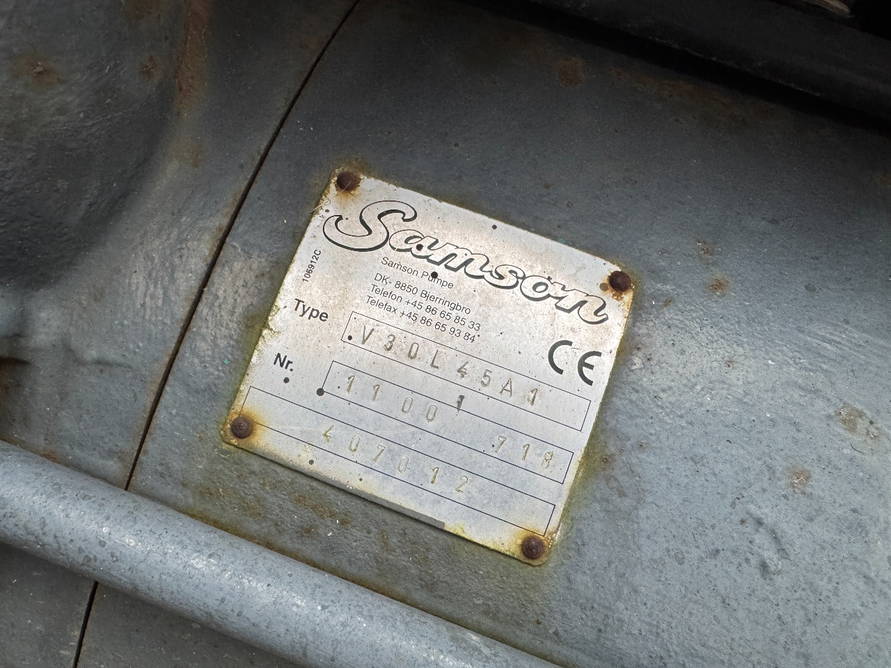 Samson
106912C
Samson Pumpe
DK- 8850 Bjerringbro
Telefon +45 86 65 85 33
Telefax +45 86 65 93 84
CE
Type V30L45A1
Nr. 1100 718
407012